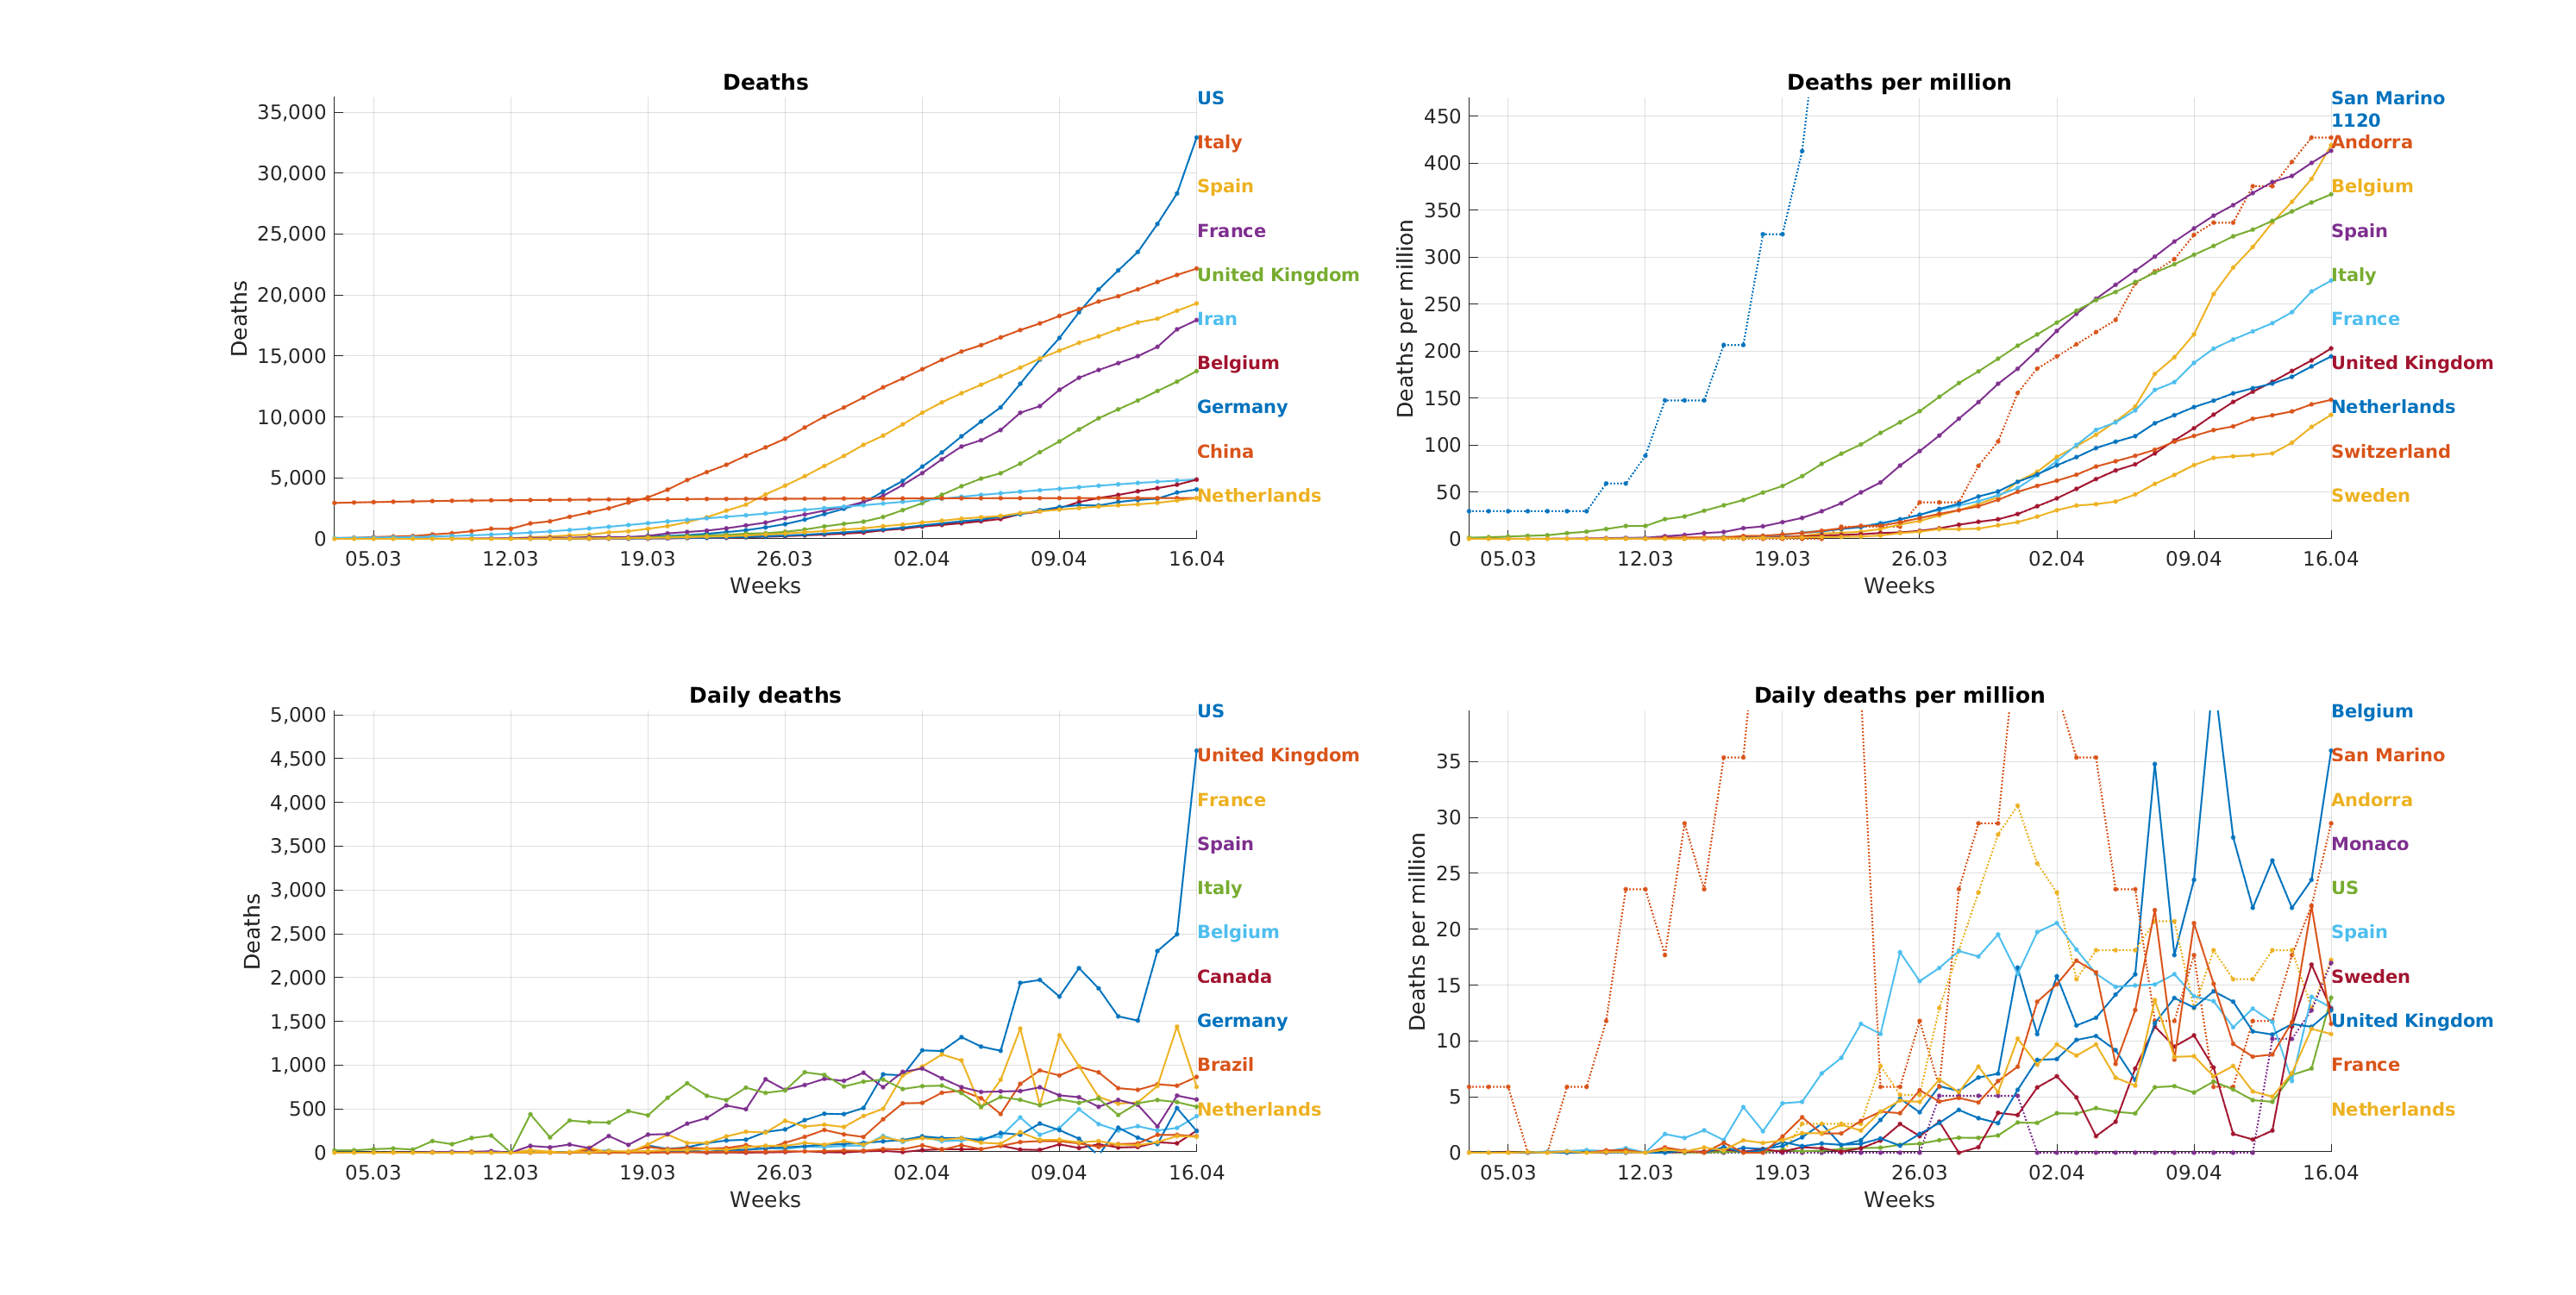 Deaths
Deaths
35,000
30,000
25,000
20,000
15,000
10,000
5,000
0
05.03 12.03 19.03 26.03 02.04 09.04 16.04
Weeks
US
Italy
Spain
France
United Kingdom
Iran
Belgium
Germany
China
Netherlands
Deaths per million
Deaths per million
450
400
350
300
250
200
150
100
50
0
05.03 12.03 19.03 26.03 02.04 09.04 16.04
Weeks
San Marino
1120
Andorra
Belgium
Spain
Italy
France
United Kingdom
Netherlands
Switzerland
Sweden
Daily deaths
Deaths
5,000
4,500
4,000
3,500
3,000
2,500
2,000
1,500
1,000
500
0
05.03 12.03 19.03 26.03 02.04 09.04 16.04
Weeks
US
United Kingdom
France
Spain
Italy
Belgium
Canada
Germany
Brazil
Netherlands
Daily deaths per million
Deaths per million
35
30
25
20
15
10
5
0
05.03 12.03 19.03 26.03 02.04 09.04 16.04
Weeks
Belgium
San Marino
Andorra
Monaco
US
Spain
Sweden
United Kingdom
France
Netherlands